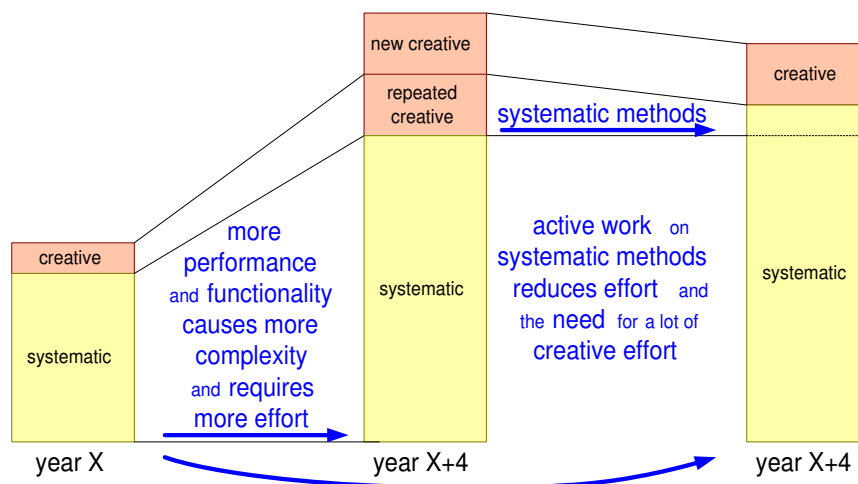 new creative
repeated
creative
systematic methods
creative
creative
more
performance
and functionality
causes more
complexity
and requires
more effort
active work on
systematic methods
reduces effort and
the need for a lot of
creative effort
systematic
systematic
systematic
year X
year X+4
year X+4